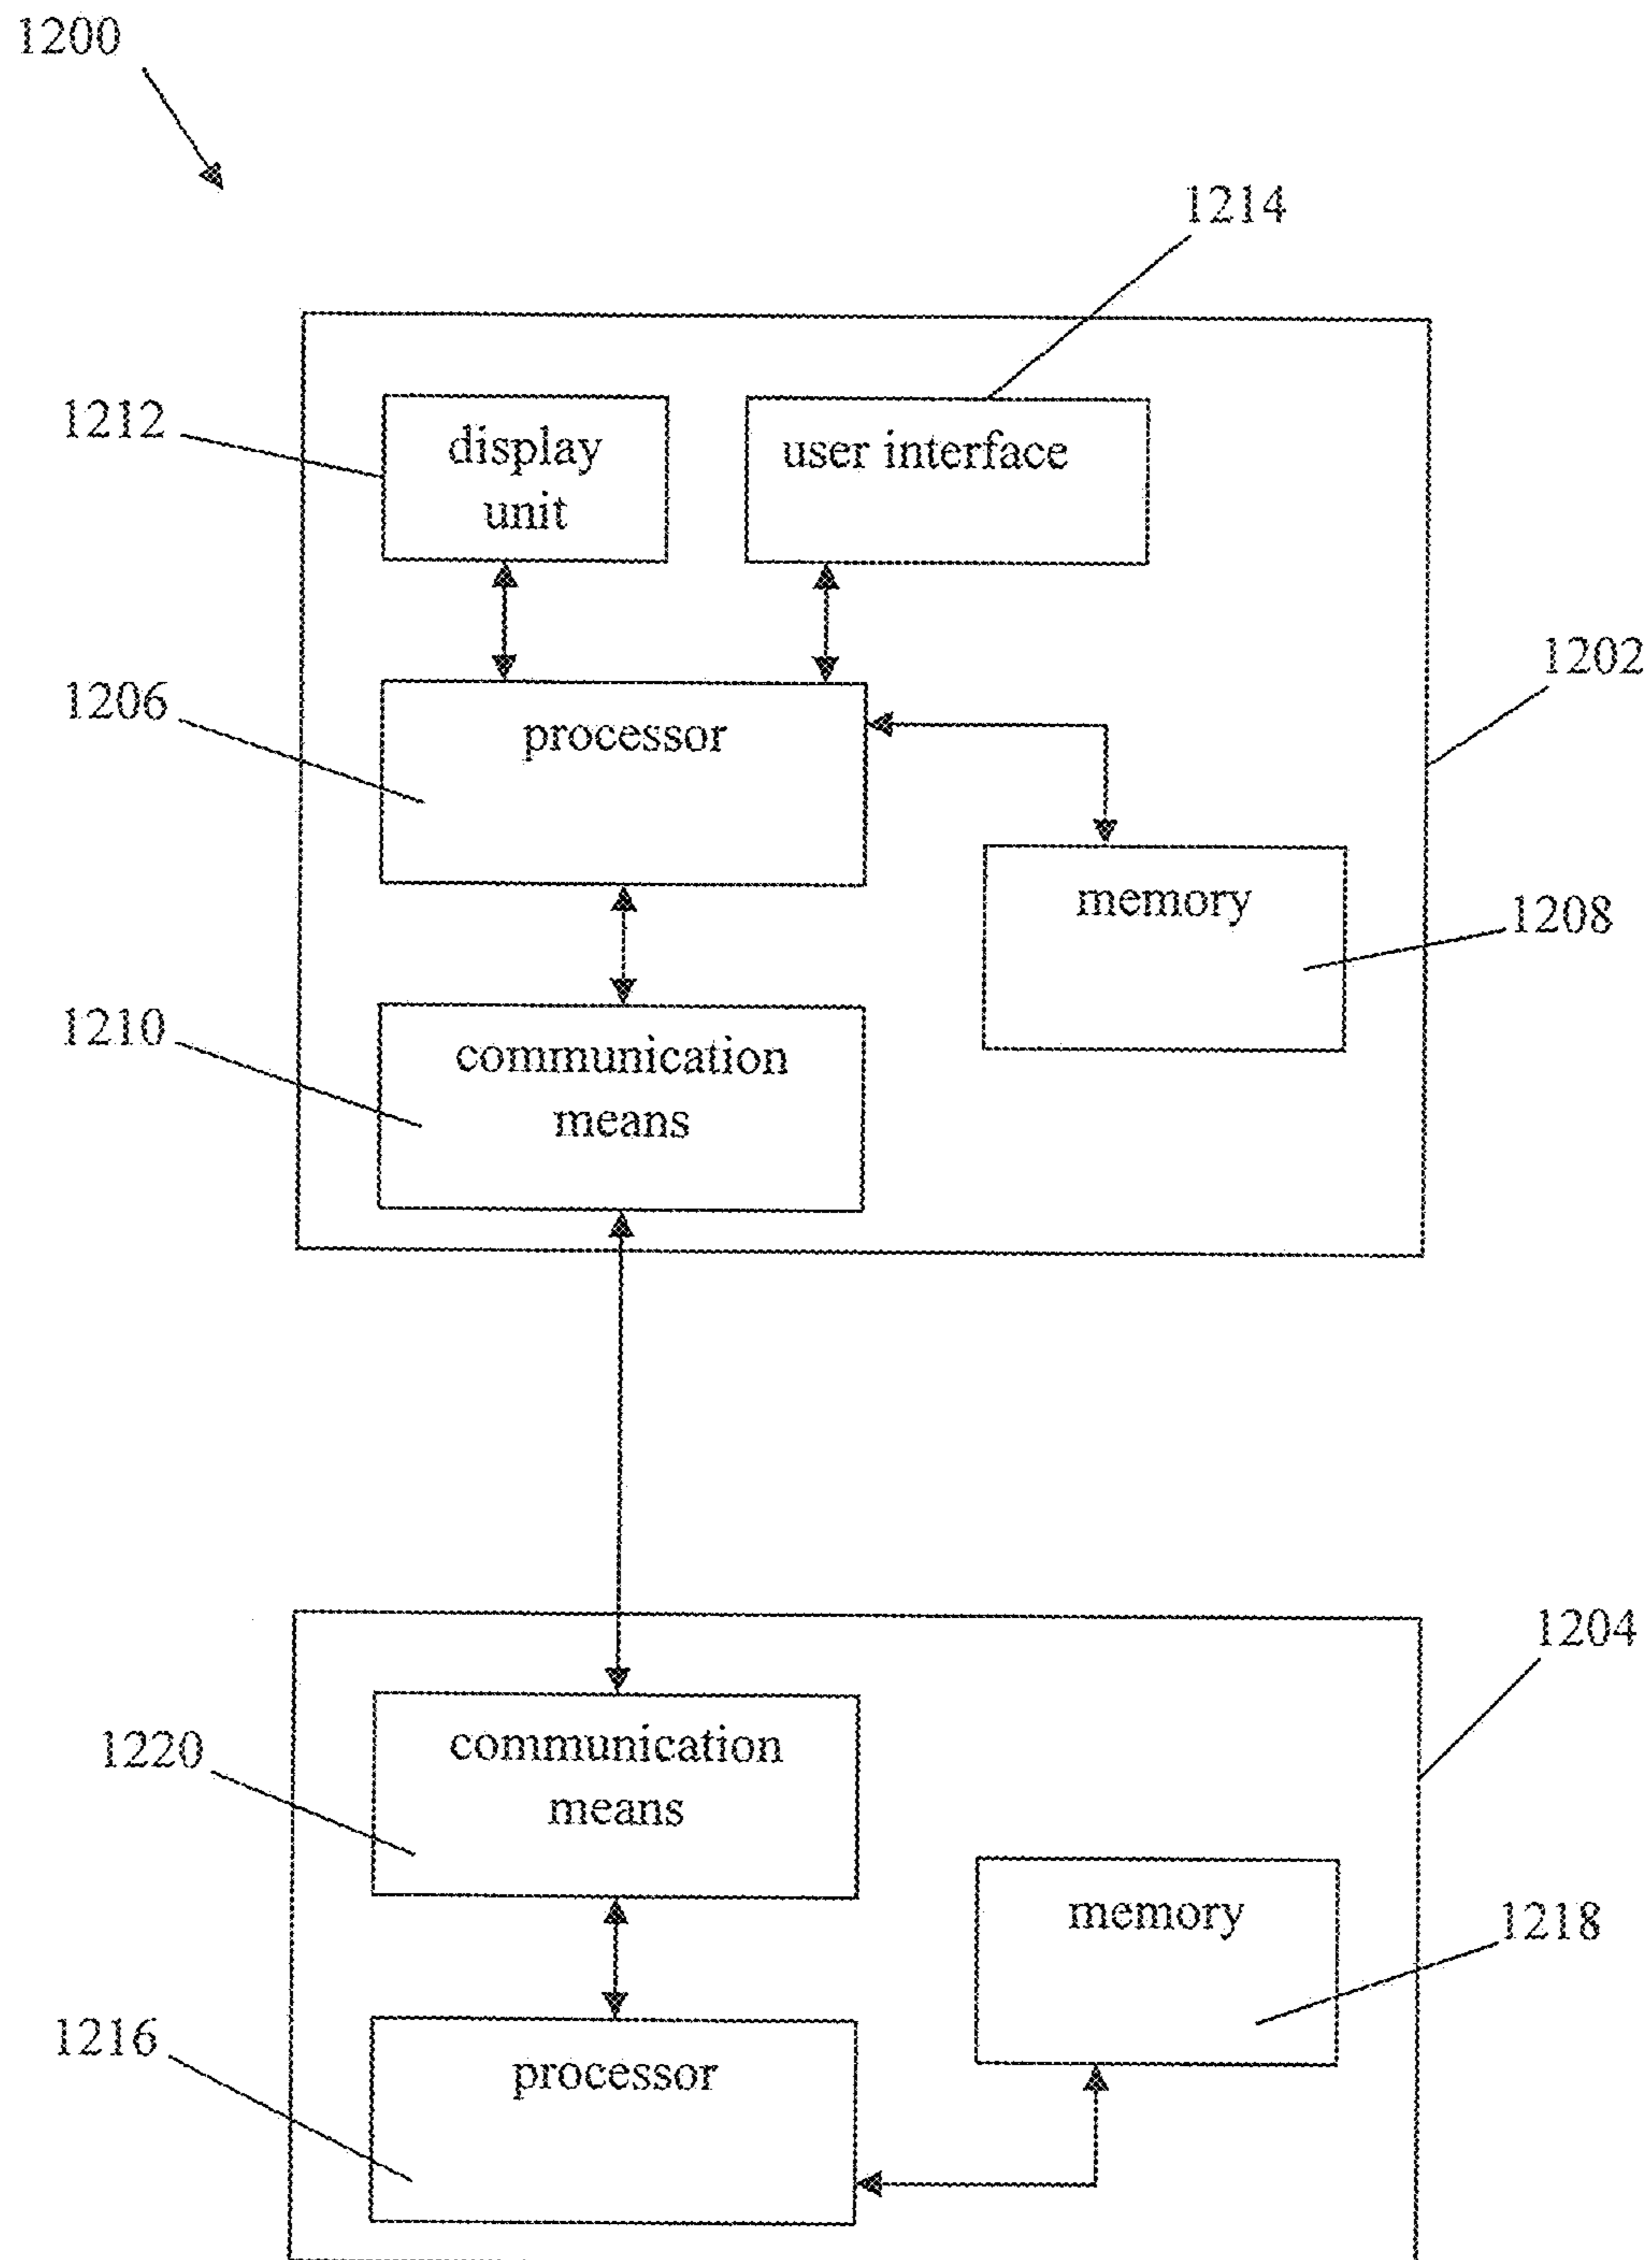 1200
1214
1212
display
unit
user interface
1202
1206
processor
memory
1208
1210
communication
means
1204
1220
communication
means
memory
1218
1216
processor